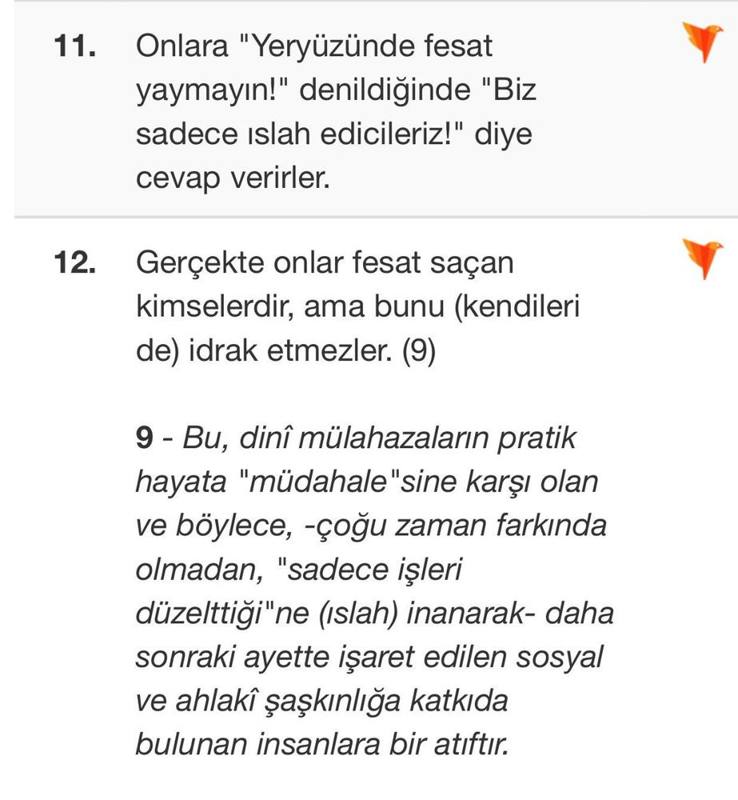 11. Onlara "Yeryüzünde fesat
yaymayın!" denildiğinde "Biz
sadece ıslah edicileriz!" diye
cevap verirler.
12. Gerçekte onlar fesat saçan
kimselerdir, ama bunu (kendileri
de) idrak etmezler. (9)
9 - Bu, dinî mülahazaların pratik
hayata "müdahale"sine karşı olan
ve böylece, -çoğu zaman farkında
olmadan, "sadece işleri
düzelttiği"ne (ıslah) inanarak- daha
sonraki ayette işaret edilen sosyal
ve ahlakî şaşkınlığa katkıda
bulunan insanlara bir atıftır.